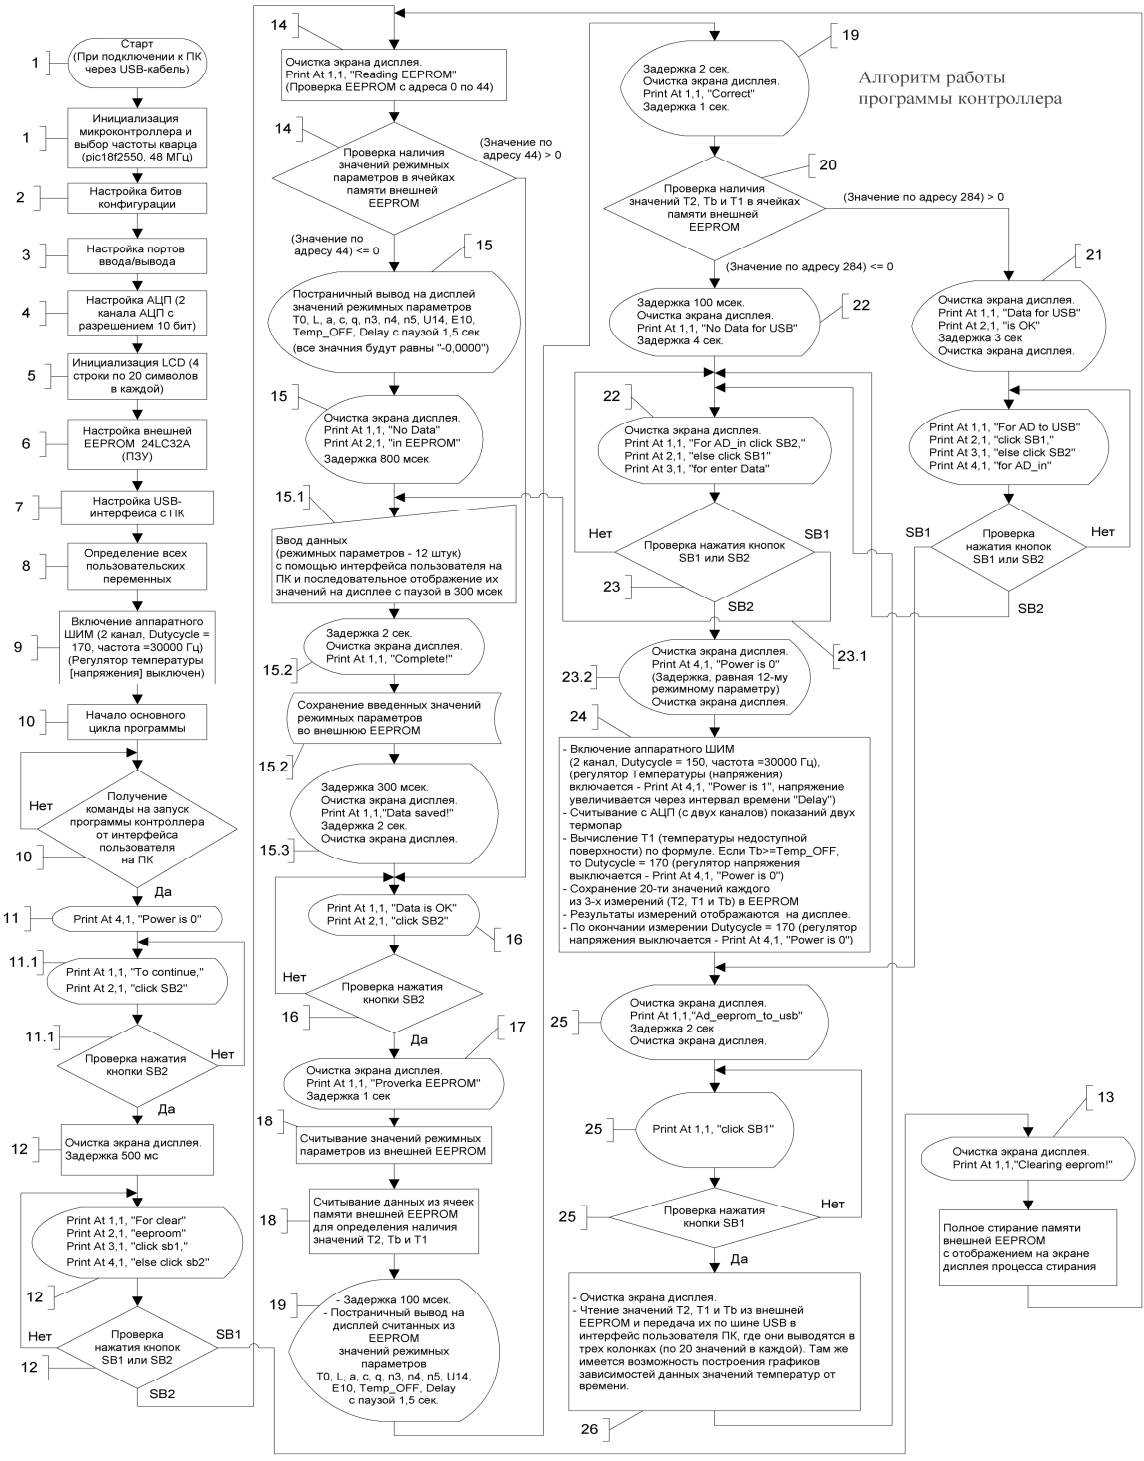 Алгоритм работы
программы контроллера
1
Старт
(При подключении к ПК
через USB-кабель)
1
Инициализация
микроконтроллера и
выбор частоты кварца
(pic18f2550, 48 МГц)
2
Настройка битов
конфигурации
3
Настройка портов
ввода/вывода
4
Настройка АЦП (2
канала АЦП с
разрешением 10 бит)
5
Инициализация LCD (4
строки по 20 символов
в каждой)
6
Настройка внешней
EEPROM 24LC32A
(ПЗУ)
7
Настройка USB-
интерфейса с ПК
8
Определение всех
пользовательских
переменных
9
Включение аппаратного
ШИМ (2 канал, Dutycycle =
170, частота =30000 Гц)
(Регулятор температуры
[напряжения] выключен)
10
Начало основного
цикла программы
Нет
Получение
команды на запуск
программы контроллера
от интерфейса
пользователя
на ПК
10
Да
11
Print At 4,1, "Power is 0"
11.1
Print At 1,1, "To continue,"
Print At 2,1, "click SB2"
11.1
Проверка нажатия
кнопки SB2
Нет
Да
12
Очистка экрана дисплея.
Задержка 500 мс
Print At 1,1, "For clear"
Print At 2,1, "eeproom"
Print At 3,1, "click sb1,"
Print At 4,1, "else click sb2"
12
Нет
Проверка
нажатия кнопок
SB1 или SB2
SB1
12
SB2
14
Очистка экрана дисплея.
Print At 1,1, "Reading EEPROM"
(Проверка EEPROM с адреса 0 по 44)
14
(Значение по
адресу 44) > 0
Проверка наличия
значений режимных
параметров в ячейках
памяти внешней
EEPROM
(Значение по
адресу 44) <= 0
15
Постраничный вывод на дисплей
значений режимных параметров
T0, L, a, c, q, n3, n4, n5, U14, E10,
Temp_OFF, Delay с паузой 1,5 сек
(все значния будут равны "-0,0000")
15
Очистка экрана дисплея.
Print At 1,1, "No Data"
Print At 2,1, "in EEPROM"
Задержка 800 мсек
15.1
Ввод данных
(режимных параметров - 12 штук)
с помощью интерфейса пользователя на
ПК и последовательное отображение их
значений на дисплее с паузой в 300 мсек
Задержка 2 сек.
Очистка экрана дисплея.
Print At 1,1, "Complete!"
15.2
Сохранение введенных значений
режимных параметров
во внешнюю EEPROM
15.2
Задержка 300 мсек.
Очистка экрана дисплея.
Print At 1,1,"Data saved!"
Задержка 2 сек.
Очистка экрана дисплея.
15.3
Print At 1,1, "Data is OK"
Print At 2,1, "click SB2"
16
Нет
Проверка нажатия
кнопки SB2
16
Да
17
Очистка экрана дисплея.
Print At 1,1, "Proverka EEPROM"
Задержка 1 сек
18
Считывание значений режимных
параметров из внешней EEPROM
18
Считывание данных из ячеек
памяти внешней EEPROM
для определения наличия
значений T2, Tb и T1
19
- Задержка 100 мсек.
- Постраничный вывод на
дисплей считанных из
EEPROM
значений режимных
параметров
T0, L, a, c, q, n3, n4, n5, U14,
E10, Temp_OFF, Delay
с паузой 1,5 сек.
19
Задержка 2 сек.
Очистка экрана дисплея.
Print At 1,1, "Correct"
Задержка 1 сек.
20
Проверка наличия
значений T2, Tb и T1 в ячейках
памяти внешней
EEPROM
(Значение по адресу 284) > 0
(Значение по адресу 284) <= 0
22
Задержка 100 мсек.
Очистка экрана дисплея.
Print At 1,1, "No Data for USB"
Задержка 4 сек.
22
Очистка экрана дисплея.
Print At 1,1, "For AD_in click SB2,"
Print At 2,1, "else click SB1"
Print At 3,1, "for enter Data"
Нет
Проверка нажатия кнопок
SB1 или SB2
SB1
23
SB2
23.1
23.2
Очистка экрана дисплея.
Print At 4,1, "Power is 0"
(Задержка, равная 12-му
режимному параметру)
Очистка экрана дисплея.
24
- Включение аппаратного ШИМ
(2 канал, Dutycycle = 150, частота =30000 Гц),
(регулятор Температуры (напряжения)
включается - Print At 4,1, "Power is 1", напряжение
увеличивается через интервал времени "Delay")
- Считывание с АЦП (с двух каналов) показаний двух
термопар
- Вычисление T1 (температуры недоступной
поверхности) по формуле. Если Tb>=Temp_OFF,
то Dutycycle = 170 (регулятор напряжения
выключается - Print At 4,1, "Power is 0")
- Сохранение 20-ти значений каждого
из 3-х измерений (T2, T1 и Tb) в EEPROM
- Результаты измерений отображаются на дисплее.
- По окончании измерении Dutycycle = 170 (регулятор
напряжения выключается - Print At 4,1, "Power is 0")
25
Очистка экрана дисплея.
Print At 1,1,"Ad_eeprom_to_usb"
Задержка 2 сек
Очистка экрана дисплея.
25
Print At 1,1, "click SB1"
25
Проверка нажатия
кнопки SB1
Нет
Да
- Очистка экрана дисплея.
- Чтение значений T2, T1 и Tb из внешней
EEPROM и передача их по шине USB в
интерфейс пользователя ПК, где они выводятся в
трех колонках (по 20 значений в каждой). Там же
имеется возможность построения графиков
зависимостей данных значений температур от
времени.
26
21
Очистка экрана дисплея.
Print At 1,1, "Data for USB"
Print At 2,1, "is OK"
Задержка 3 сек
Очистка экрана дисплея.
Print At 1,1, "For AD to USB"
Print At 2,1, "click SB1,"
Print At 3,1, "else click SB2"
Print At 4,1, "for AD_in"
SB1
Нет
Проверка нажатия кнопок
SB1 или SB2
SB2
13
Очистка экрана дисплея.
Print At 1,1,"Clearing eeprom!"
Полное стирание памяти
внешней EEPROM
с отображением на экране
дисплея процесса стирания